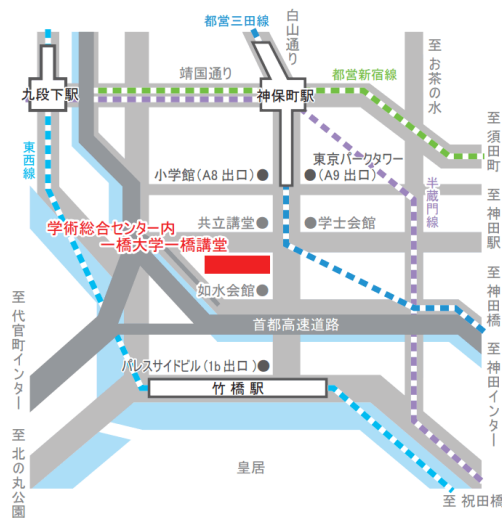 都営三田線
白山通り
靖国通り
都営新宿線
至 お茶の水
九段下駅
神保町駅
至 須田町
東西線
小学館(A8 出口)
東京パークタワー
(A9 出口)
半蔵門線
至 神田駅
学術総合センター内
一橋大学一橋講堂
共立講堂
学士会館
如水会館
至 代官町インター
首都高速道路
至 神田橋
パレスサイドビル(1b 出口)
竹橋駅
至 神田インター
至 北の丸公園
皇居
至 祝田橋